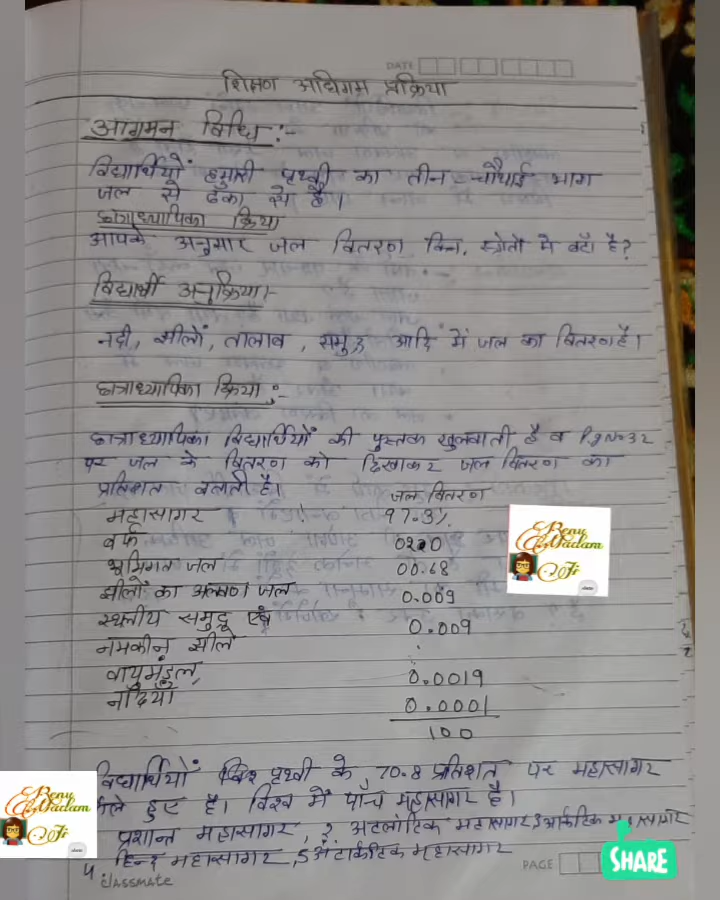 DATE
शिक्षण अधिगम प्रक्रिया
आगमन विधि :-
विद्यार्थियों हमारी पृथ्वी का तीन - चौथाई भाग
जल से ढका है।
छात्राध्यापिका क्रिया
आपके अनुसार जल वितरण किन. स्त्रोतों में बटाँ है?
विद्यार्थी अनुक्रिया।-
नदी, झीलों, तालाब, समुद्र आदि में जल का वितरण है।
छात्राध्यापिका क्रिया :-
छात्राध्यापिका विद्यार्थियों की पुस्तक खुलवाती है व Pg No 32
पर जल के वितरण को दिखाकर जल वितरण का
प्रतिशत बताती है।
जल वितरण
महासागर 97.3%
बर्फ
भूमिगत जल 00.68
झीलों का अलवण जल 0.009
स्थलीय समुद्र एवं 0.009
नमकीन झीलें
वायुमंडल, 0.0019
नदियाँ 0.0001
100
विद्यार्थियों पृथ्वी के 70.8 प्रतिशत पर महासागर
हुए है। विश्व में पाँच महासागर है।
प्रशान्त महासागर, 2 अटलांटिक महासागर 3 आर्कटिक महासागर
4 हिन्द महासागर, 5 अंटार्कटिक महासागर
classmate
PAGE
Renu Madam Ji
Renu Madam Ji
SHARE